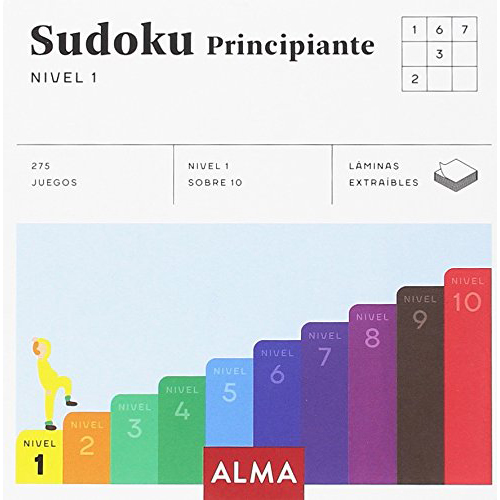 Sudoku Principiante
NIVEL 1
1 6 7
3
2
275
JUEGOS
NIVEL 1
SOBRE 10
LÁMINAS
EXTRAÍBLES
NIVEL
1
NIVEL
2
NIVEL
3
NIVEL
4
NIVEL
5
NIVEL
6
NIVEL
7
NIVEL
8
NIVEL
9
NIVEL
10
ALMA